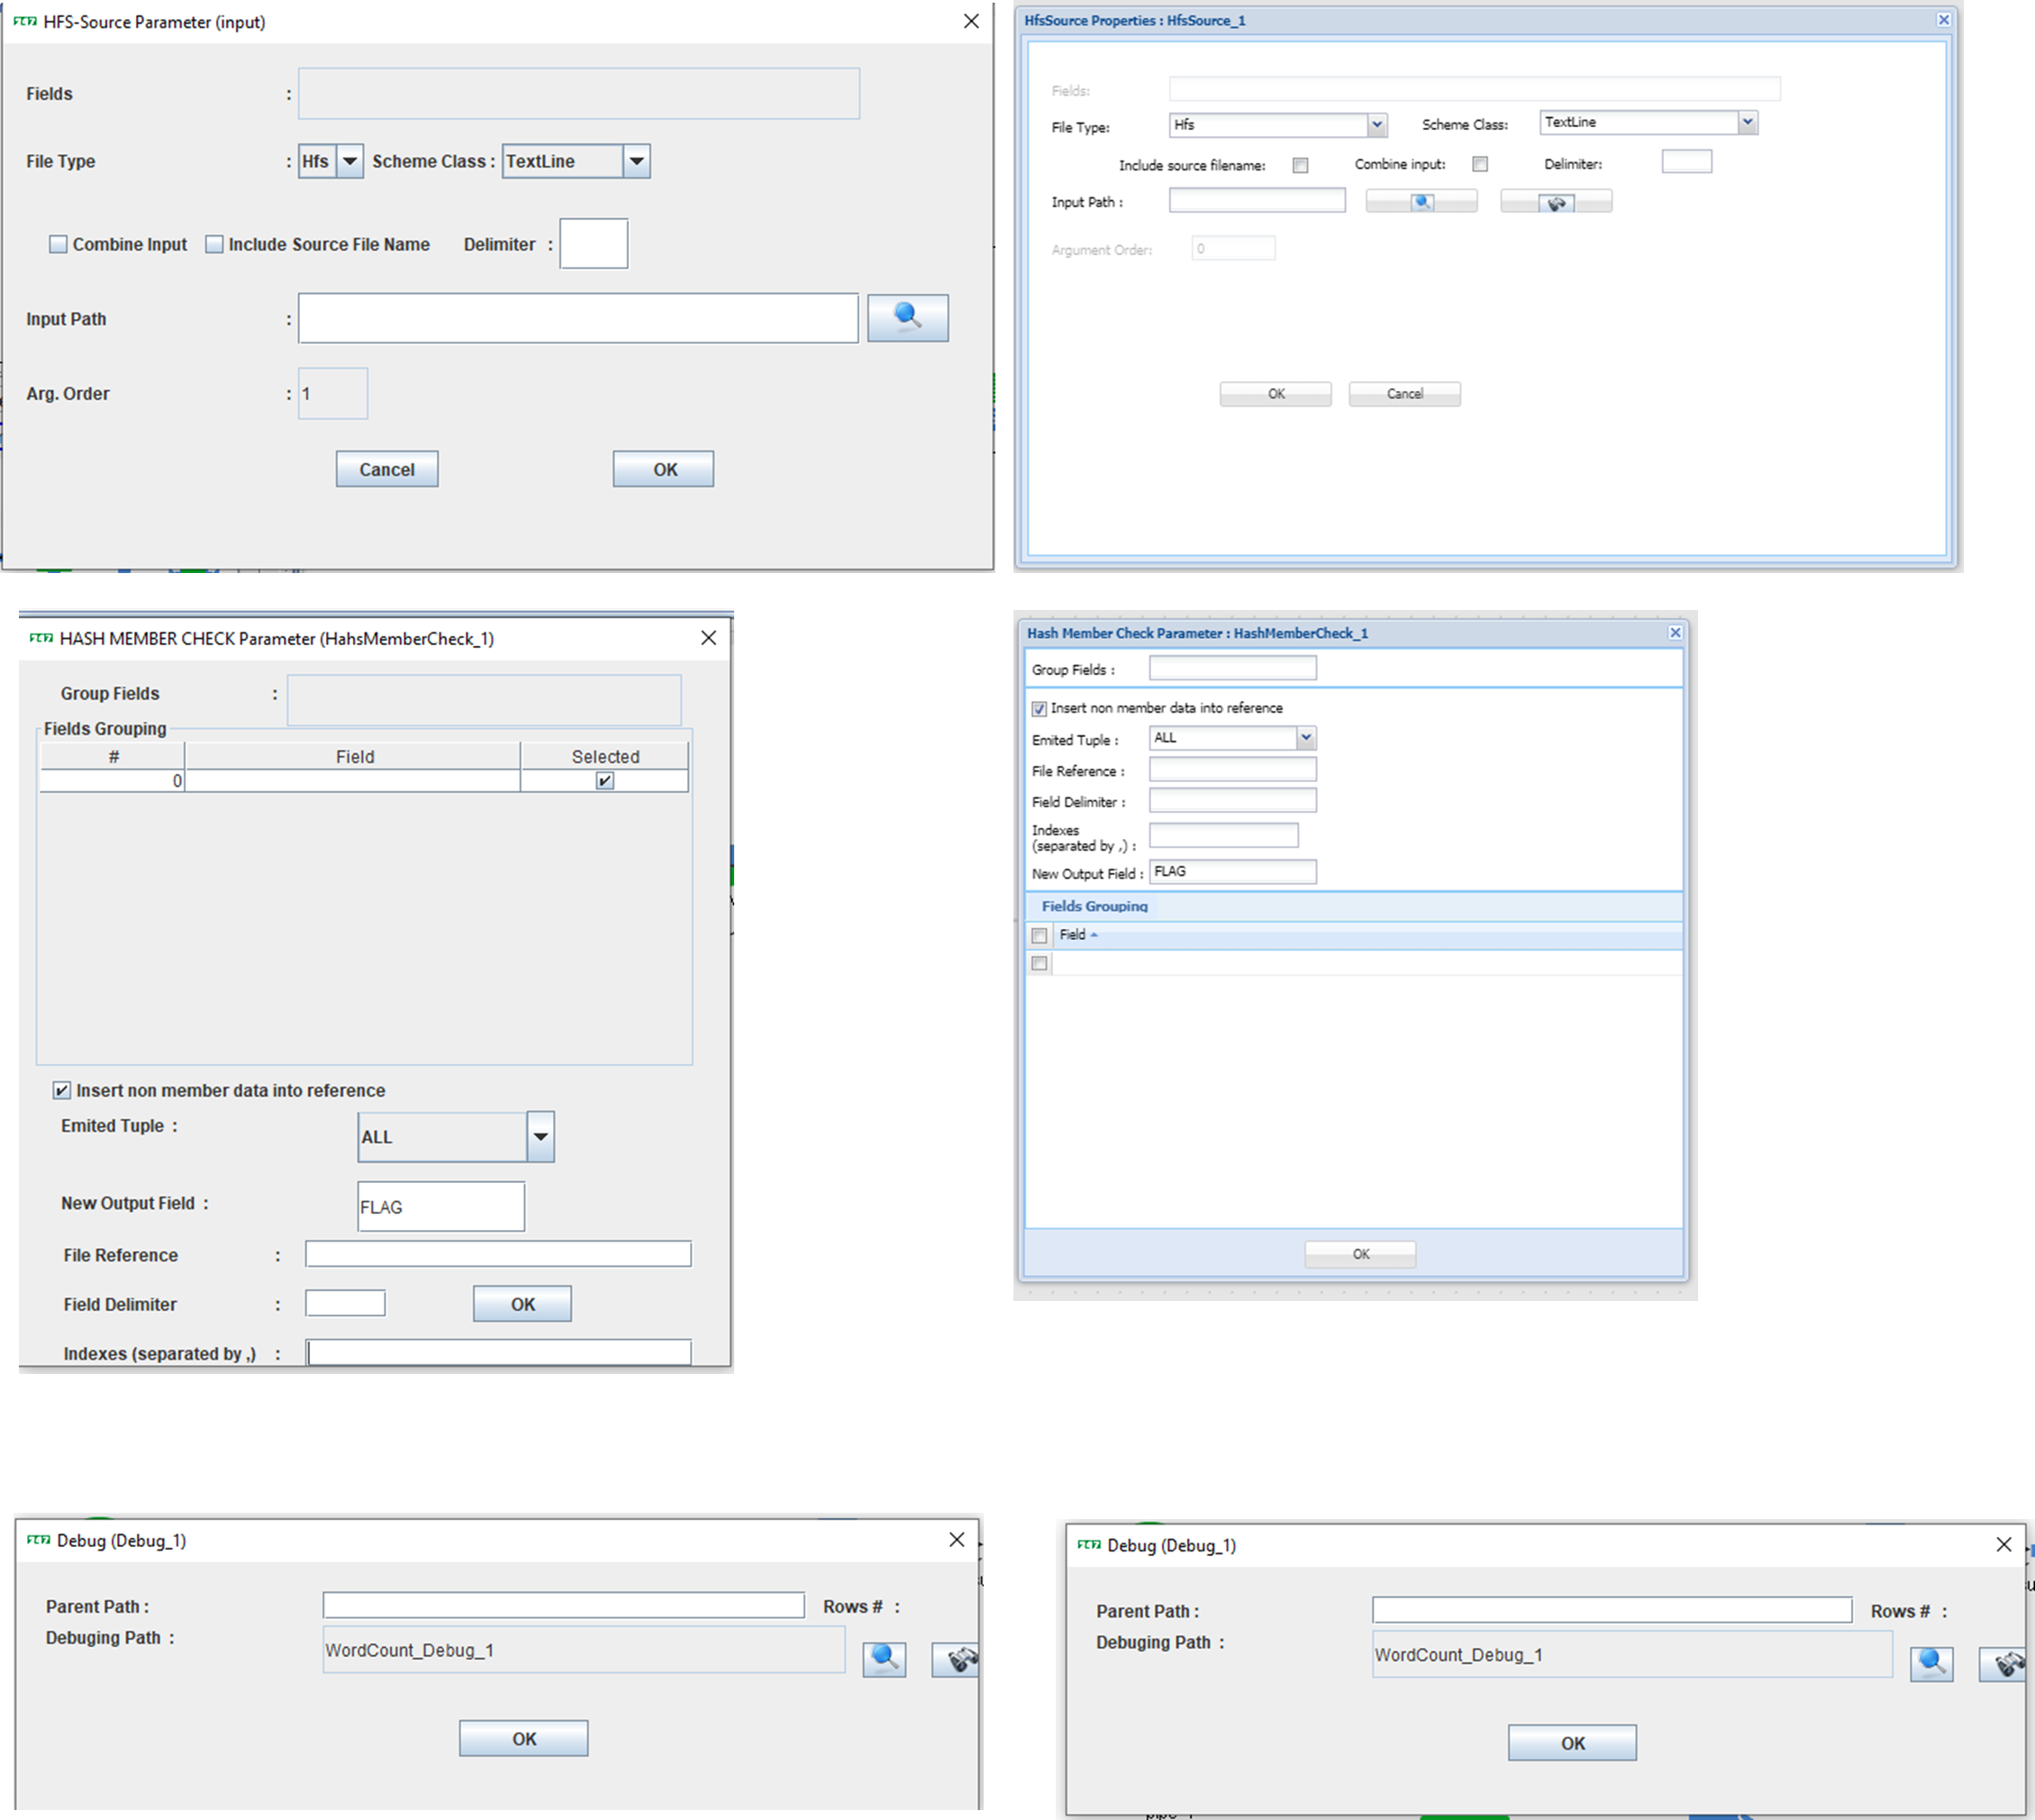 HFS-Source Parameter (input)
Fields :
File Type : Hfs Scheme Class : TextLine
Combine Input Include Source File Name Delimiter :
Input Path :
Arg. Order : 1
Cancel OK
HfsSource Properties : HfsSource_1
Fields:
File Type: Hfs Scheme Class: TextLine
Include source filename: Combine input: Delimiter:
Input Path :
Argument Order: 0
OK Cancel
HASH MEMBER CHECK Parameter (HahsMemberCheck_1)
Group Fields :
Fields Grouping
# Field Selected
0
Insert non member data into reference
Emited Tuple : ALL
New Output Field : FLAG
File Reference :
Field Delimiter : OK
Indexes (separated by ,) :
Hash Member Check Parameter : HashMemberCheck_1
Group Fields :
Insert non member data into reference
Emited Tuple : ALL
File Reference :
Field Delimiter :
Indexes
(separated by ,) :
New Output Field : FLAG
Fields Grouping
Field
OK
Debug (Debug_1)
Parent Path : Rows # :
Debuging Path : WordCount_Debug_1
OK
Debug (Debug_1)
Parent Path : Rows # :
Debuging Path : WordCount_Debug_1
OK